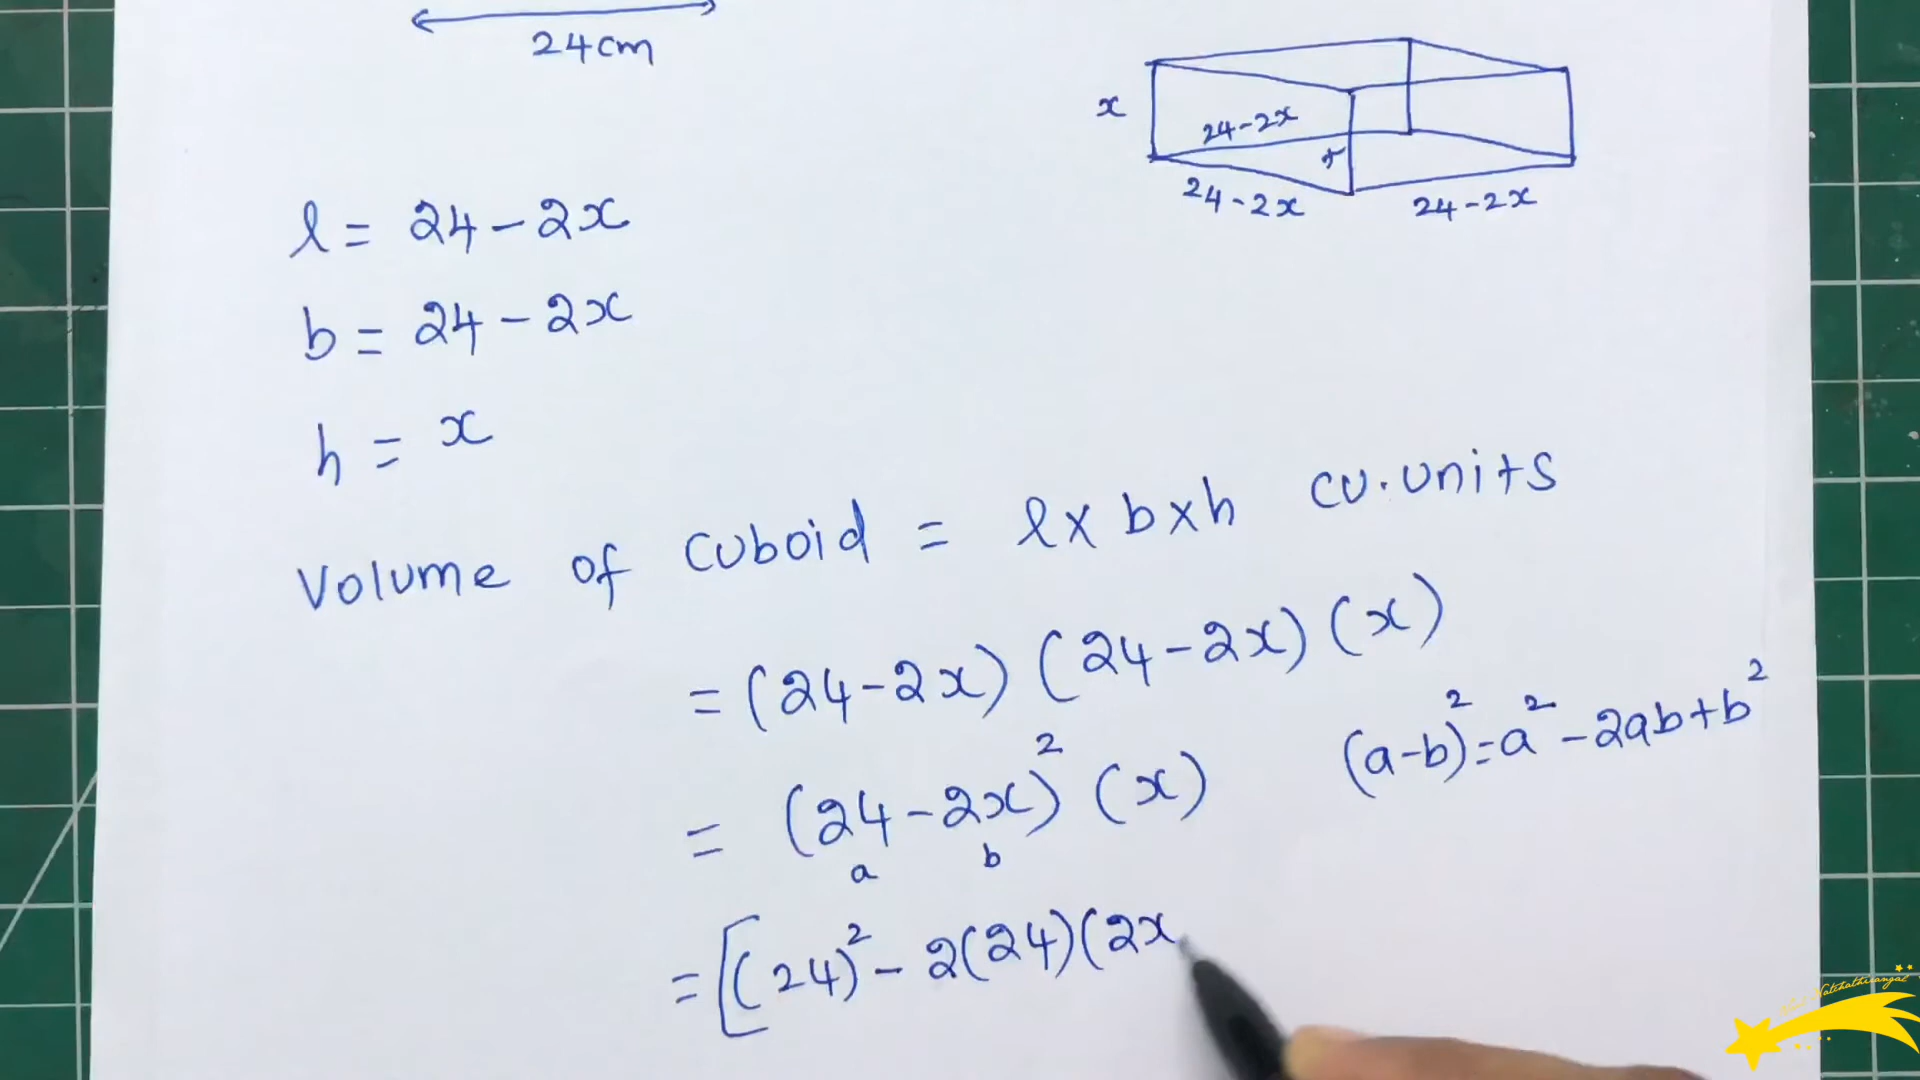 24cm
x
24-2x
x
24-2x
24-2x
l = 24-2x
b = 24-2x
h = x
Volume of cuboid = l×b×h cu.units
= (24-2x) (24-2x) (x)
= (24-2x)² (x)
(a-b)²=a²-2ab+b²
a b
= [(24)² - 2(24)(2x
Natchathirangal